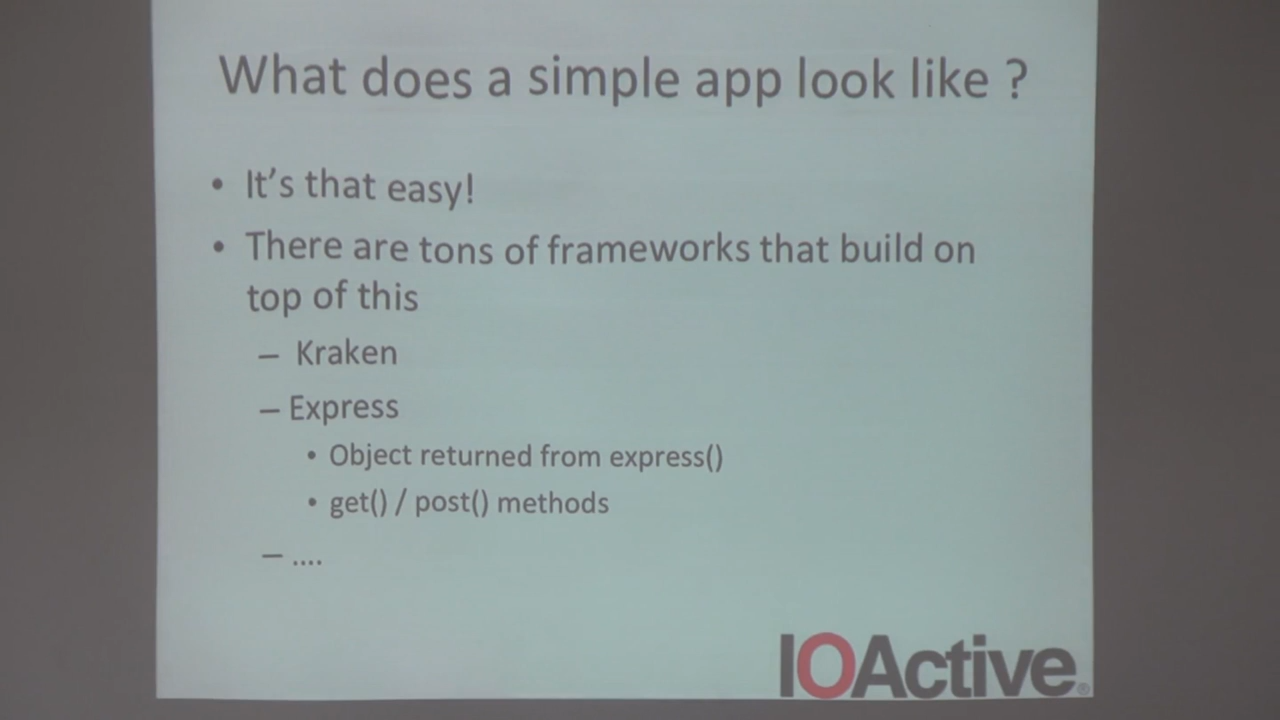 What does a simple app look like ?
• It's that easy!
• There are tons of frameworks that build on
top of this
– Kraken
– Express
• Object returned from express()
• get() / post() methods
– ....
IOActive®